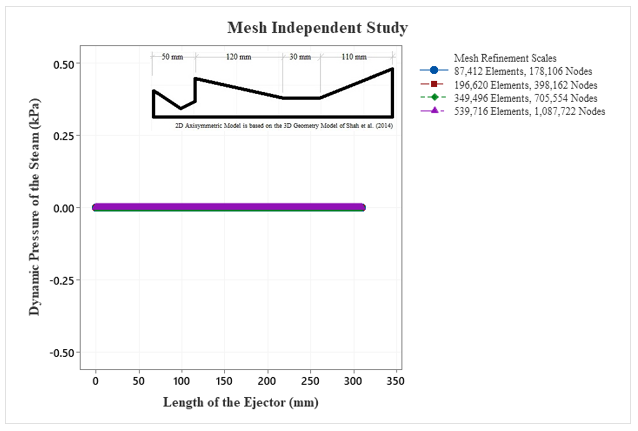 Mesh Independent Study
50 mm 120 mm 30 mm 110 mm
2D Axisymmetric Model is based on the 3D Geometry Model of Shah et al. (2014)
Mesh Refinement Scales
87,412 Elements, 178,106 Nodes
196,620 Elements, 398,162 Nodes
349,496 Elements, 705,554 Nodes
539,716 Elements, 1,087,722 Nodes
Dynamic Pressure of the Steam (kPa)
0.50
0.25
0.00
-0.25
-0.50
0 50 100 150 200 250 300 350
Length of the Ejector (mm)